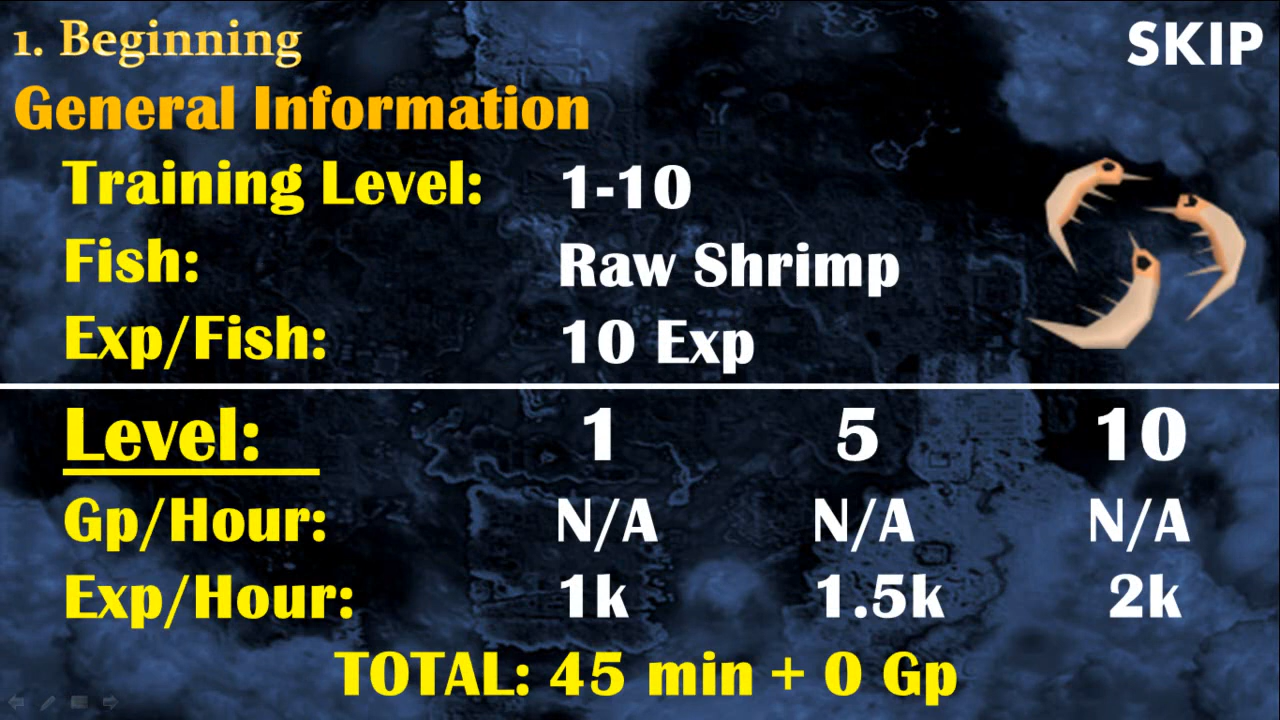 1. Beginning
SKIP
General Information
Training Level: 1-10
Fish: Raw Shrimp
Exp/Fish: 10 Exp
Level: 1 5 10
Gp/Hour: N/A N/A N/A
Exp/Hour: 1k 1.5k 2k
TOTAL: 45 min + 0 Gp